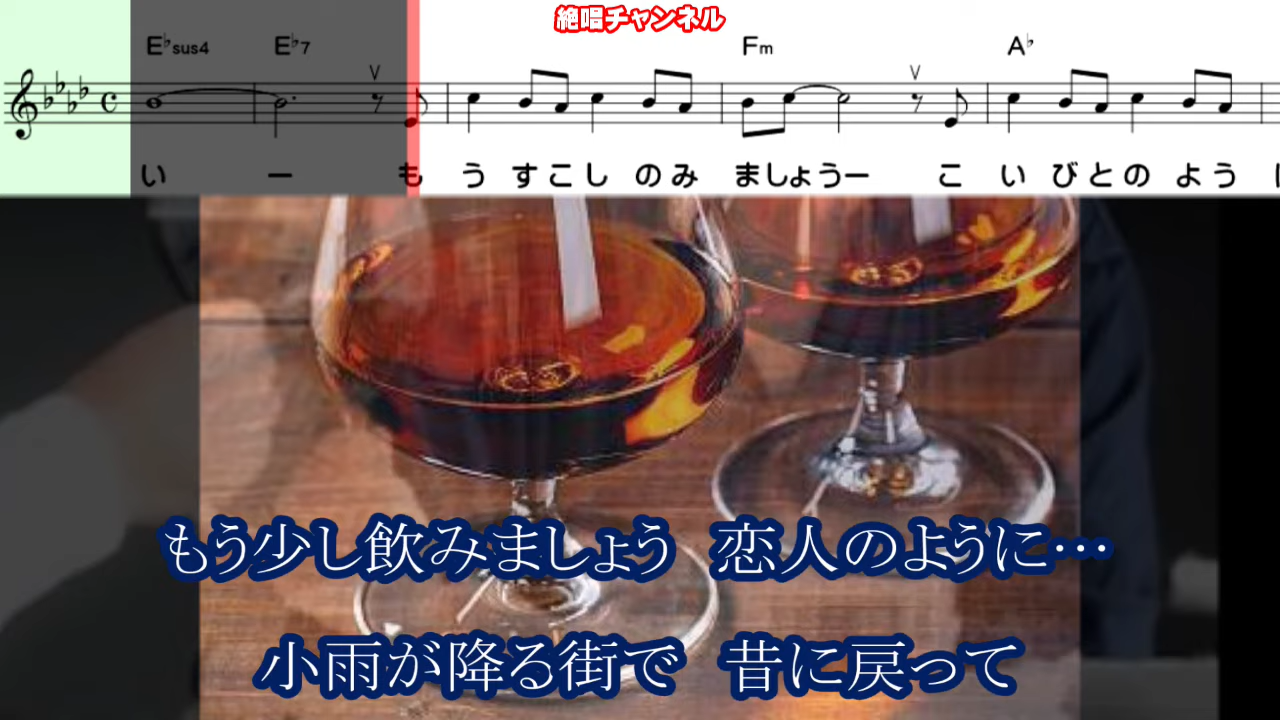 絶唱チャンネル
E♭sus4 E♭7 Fm A♭
い ー も う すこし のみ ましょうー こ い びとの よう
もう少し飲みましょう 恋人のように…
小雨が降る街で 昔に戻って